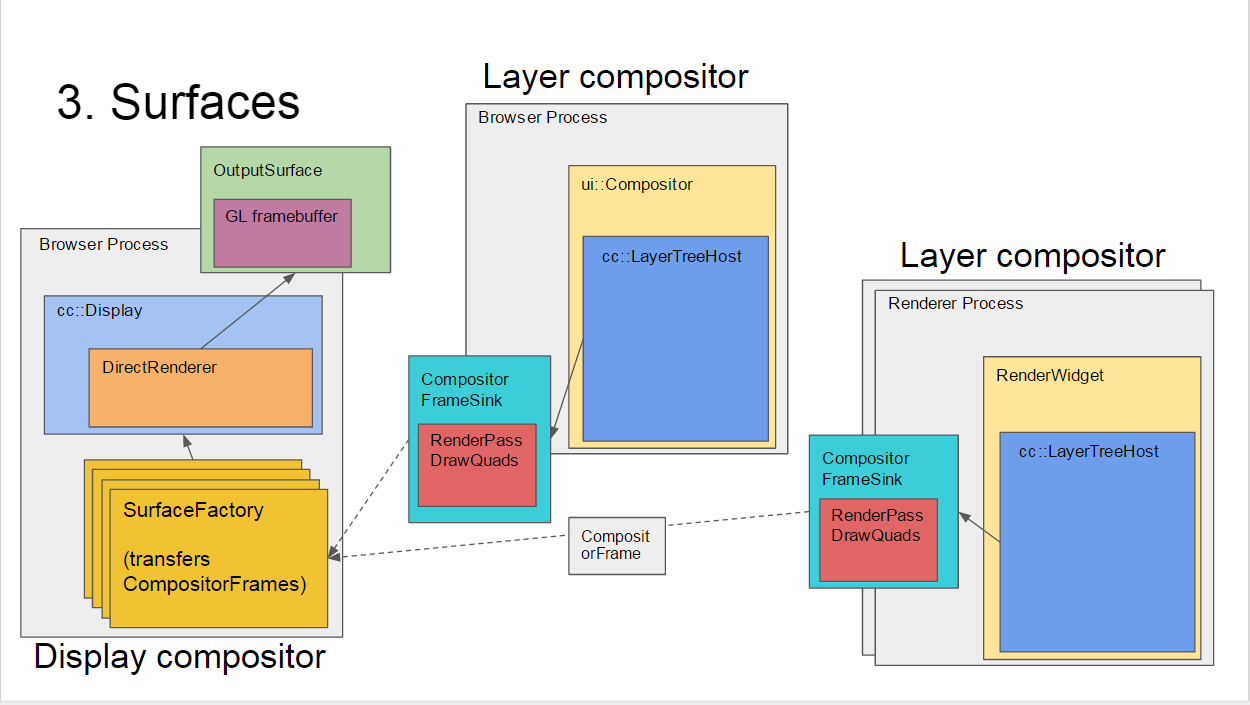 3. Surfaces
OutputSurface
GL framebuffer
Browser Process
cc::Display
DirectRenderer
SurfaceFactory
(transfers
CompositorFrames)
Display compositor
Layer compositor
Browser Process
ui::Compositor
cc::LayerTreeHost
Compositor
FrameSink
RenderPass
DrawQuads
Composit
orFrame
Layer compositor
Renderer Process
RenderWidget
cc::LayerTreeHost
Compositor
FrameSink
RenderPass
DrawQuads